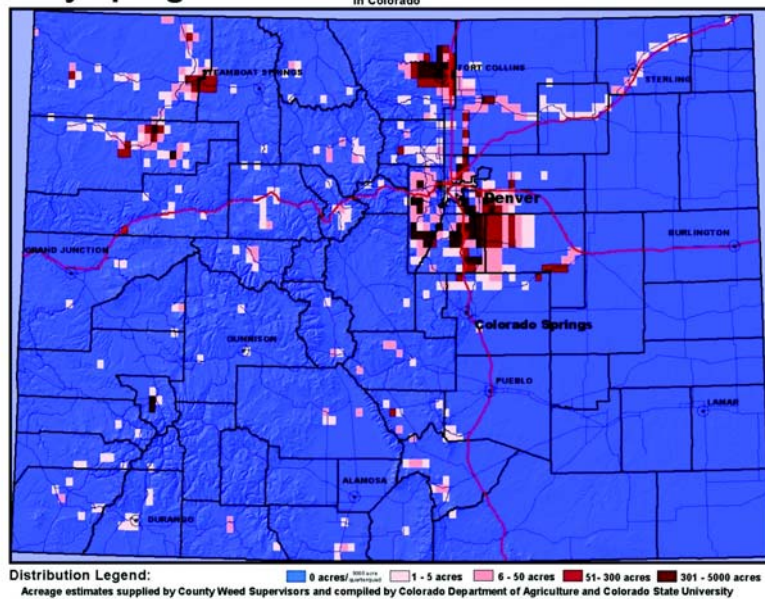 in Colorado
STEAMBOAT SPRINGS
FORT COLLINS
STERLING
Denver
GRAND JUNCTION
BURLINGTON
Colorado Springs
GUNNISON
PUEBLO
LAMAR
ALAMOSA
DURANGO
Distribution Legend: 0 acres/ 1 - 5 acres 6 - 50 acres 51- 300 acres 301 - 5000 acres
Acreage estimates supplied by County Weed Supervisors and compiled by Colorado Department of Agriculture and Colorado State University